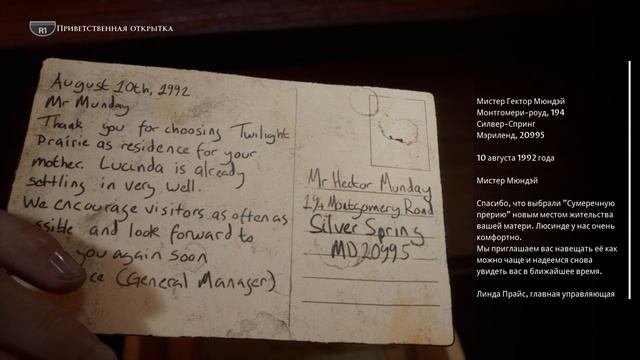 R1 Приветственная открытка
August 10th, 1992
Mr Munday
Thank you for choosing Twilight
Prairie as residence for your
mother. Lucinda is already
settling in very well.
We encourage visitors as often as
ssible and look forward to
you again soon
ce (General Manager)
Mr Hector Munday
194 Montgomery Road
Silver Spring
MD 20995
Мистер Гектор Мюндэй
Монтгомери-роуд, 194
Силвер-Спринг
Мэриленд, 20995
10 августа 1992 года
Мистер Мюндэй
Спасибо, что выбрали "Сумеречную
прерию" новым местом жительства
вашей матери. Люсинде у нас очень
комфортно.
Мы приглашаем вас навещать её как
можно чаще и надеемся снова
увидеть вас в ближайшее время.
Линда Прайс, главная управляющая